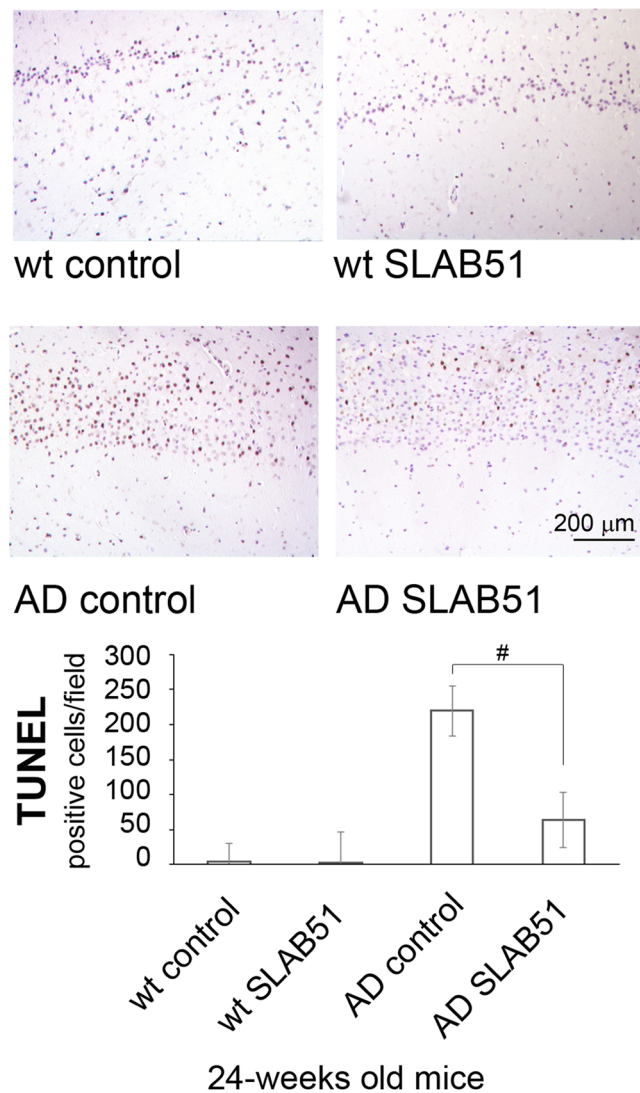 wt control
wt SLAB51
200 μm
AD control
AD SLAB51
TUNEL
positive cells/field
300
250
200
150
100
50
0
#
wt control
wt SLAB51
AD control
AD SLAB51
24-weeks old mice